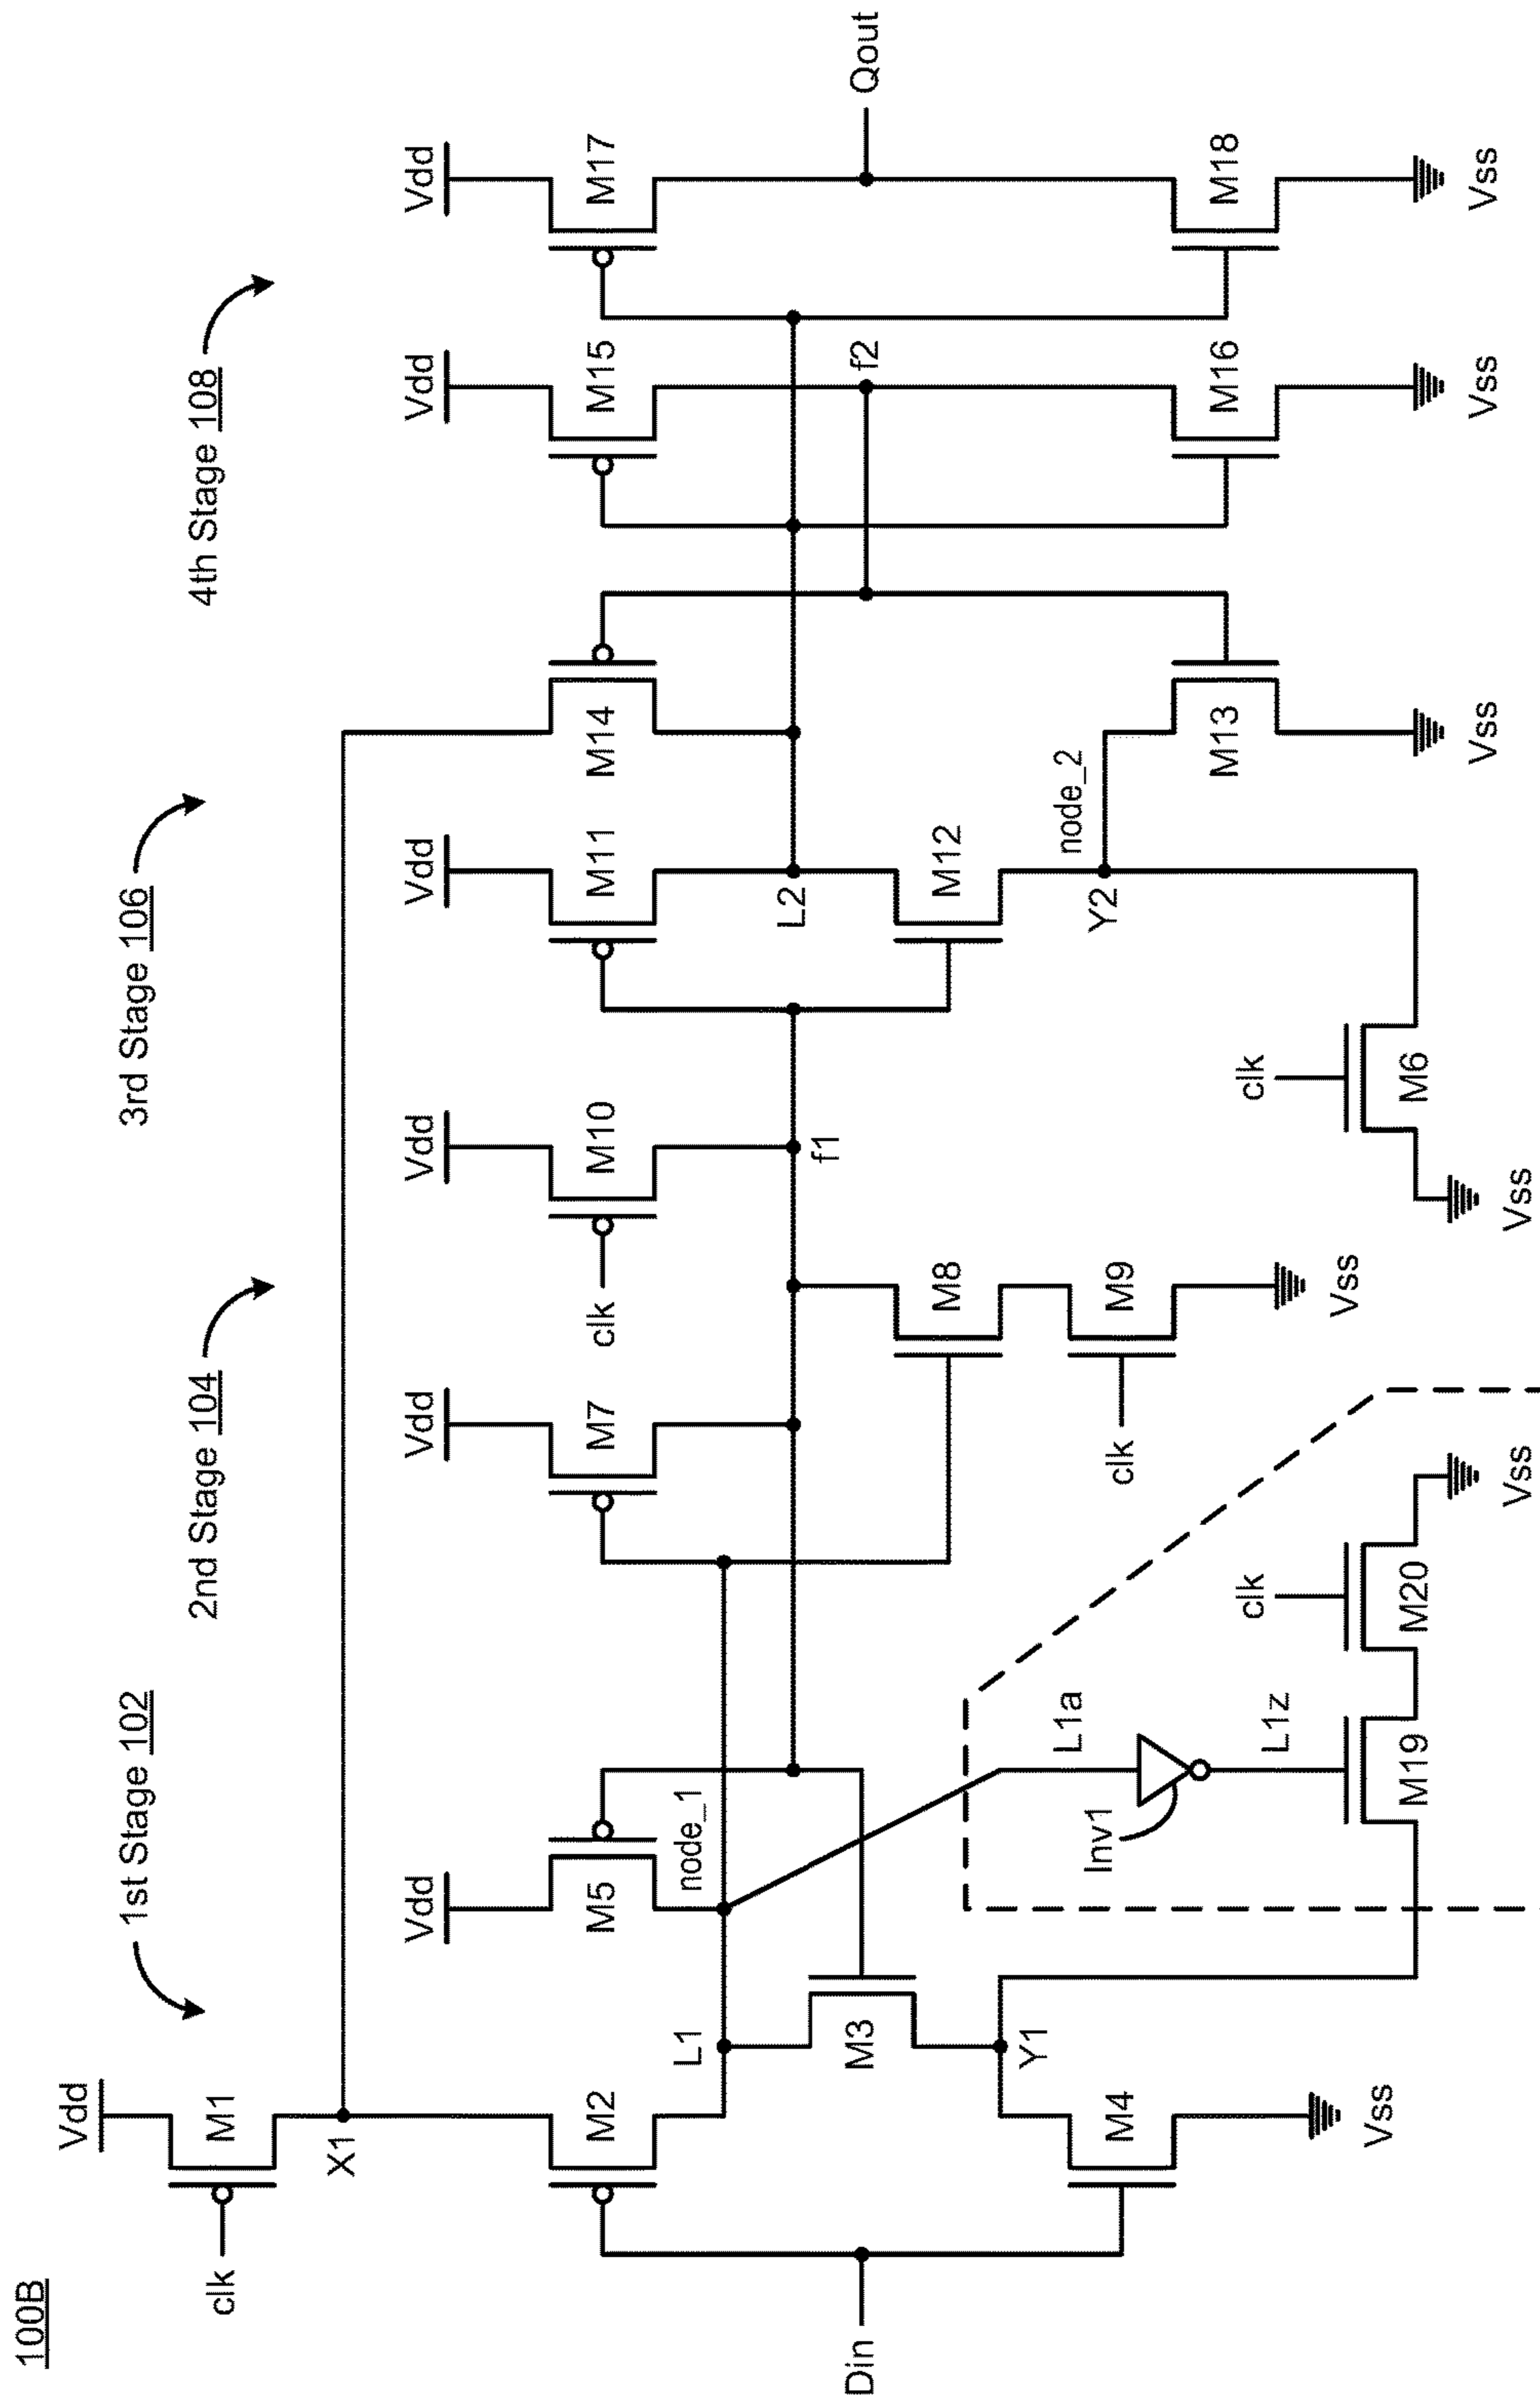 100B
1st Stage 102
2nd Stage 104
3rd Stage 106
4th Stage 108
Vdd
clk
M1
X1
Vdd
Vdd
Vdd
Vdd
Vdd
Vdd
M2
M5
M7
clk
M10
M11
M14
M15
M17
L1
node_1
f1
L2
f2
Qout
Din
M3
M8
M12
Y1
L1a
Y2
node_2
M4
Inv1
clk
M9
M13
M16
M18
L1z
clk
clk
Vss
M19
M20
Vss
Vss
M6
Vss
Vss
Vss
Vss